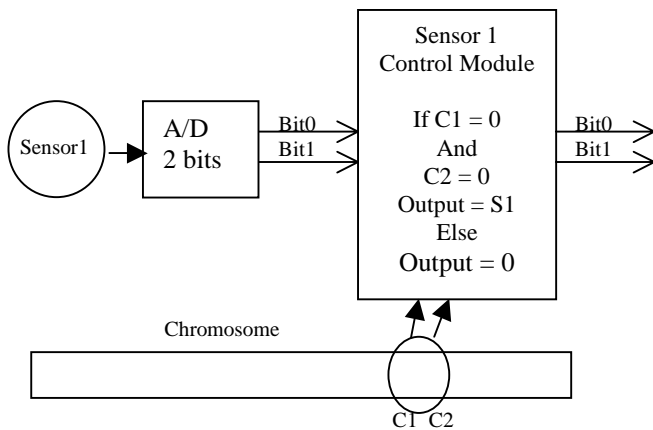 Sensor 1
Control Module
Sensor1
A/D
2 bits
Bit0
Bit1
If C1 = 0
And
C2 = 0
Output = S1
Else
Output = 0
Bit0
Bit1
Chromosome
C1 C2